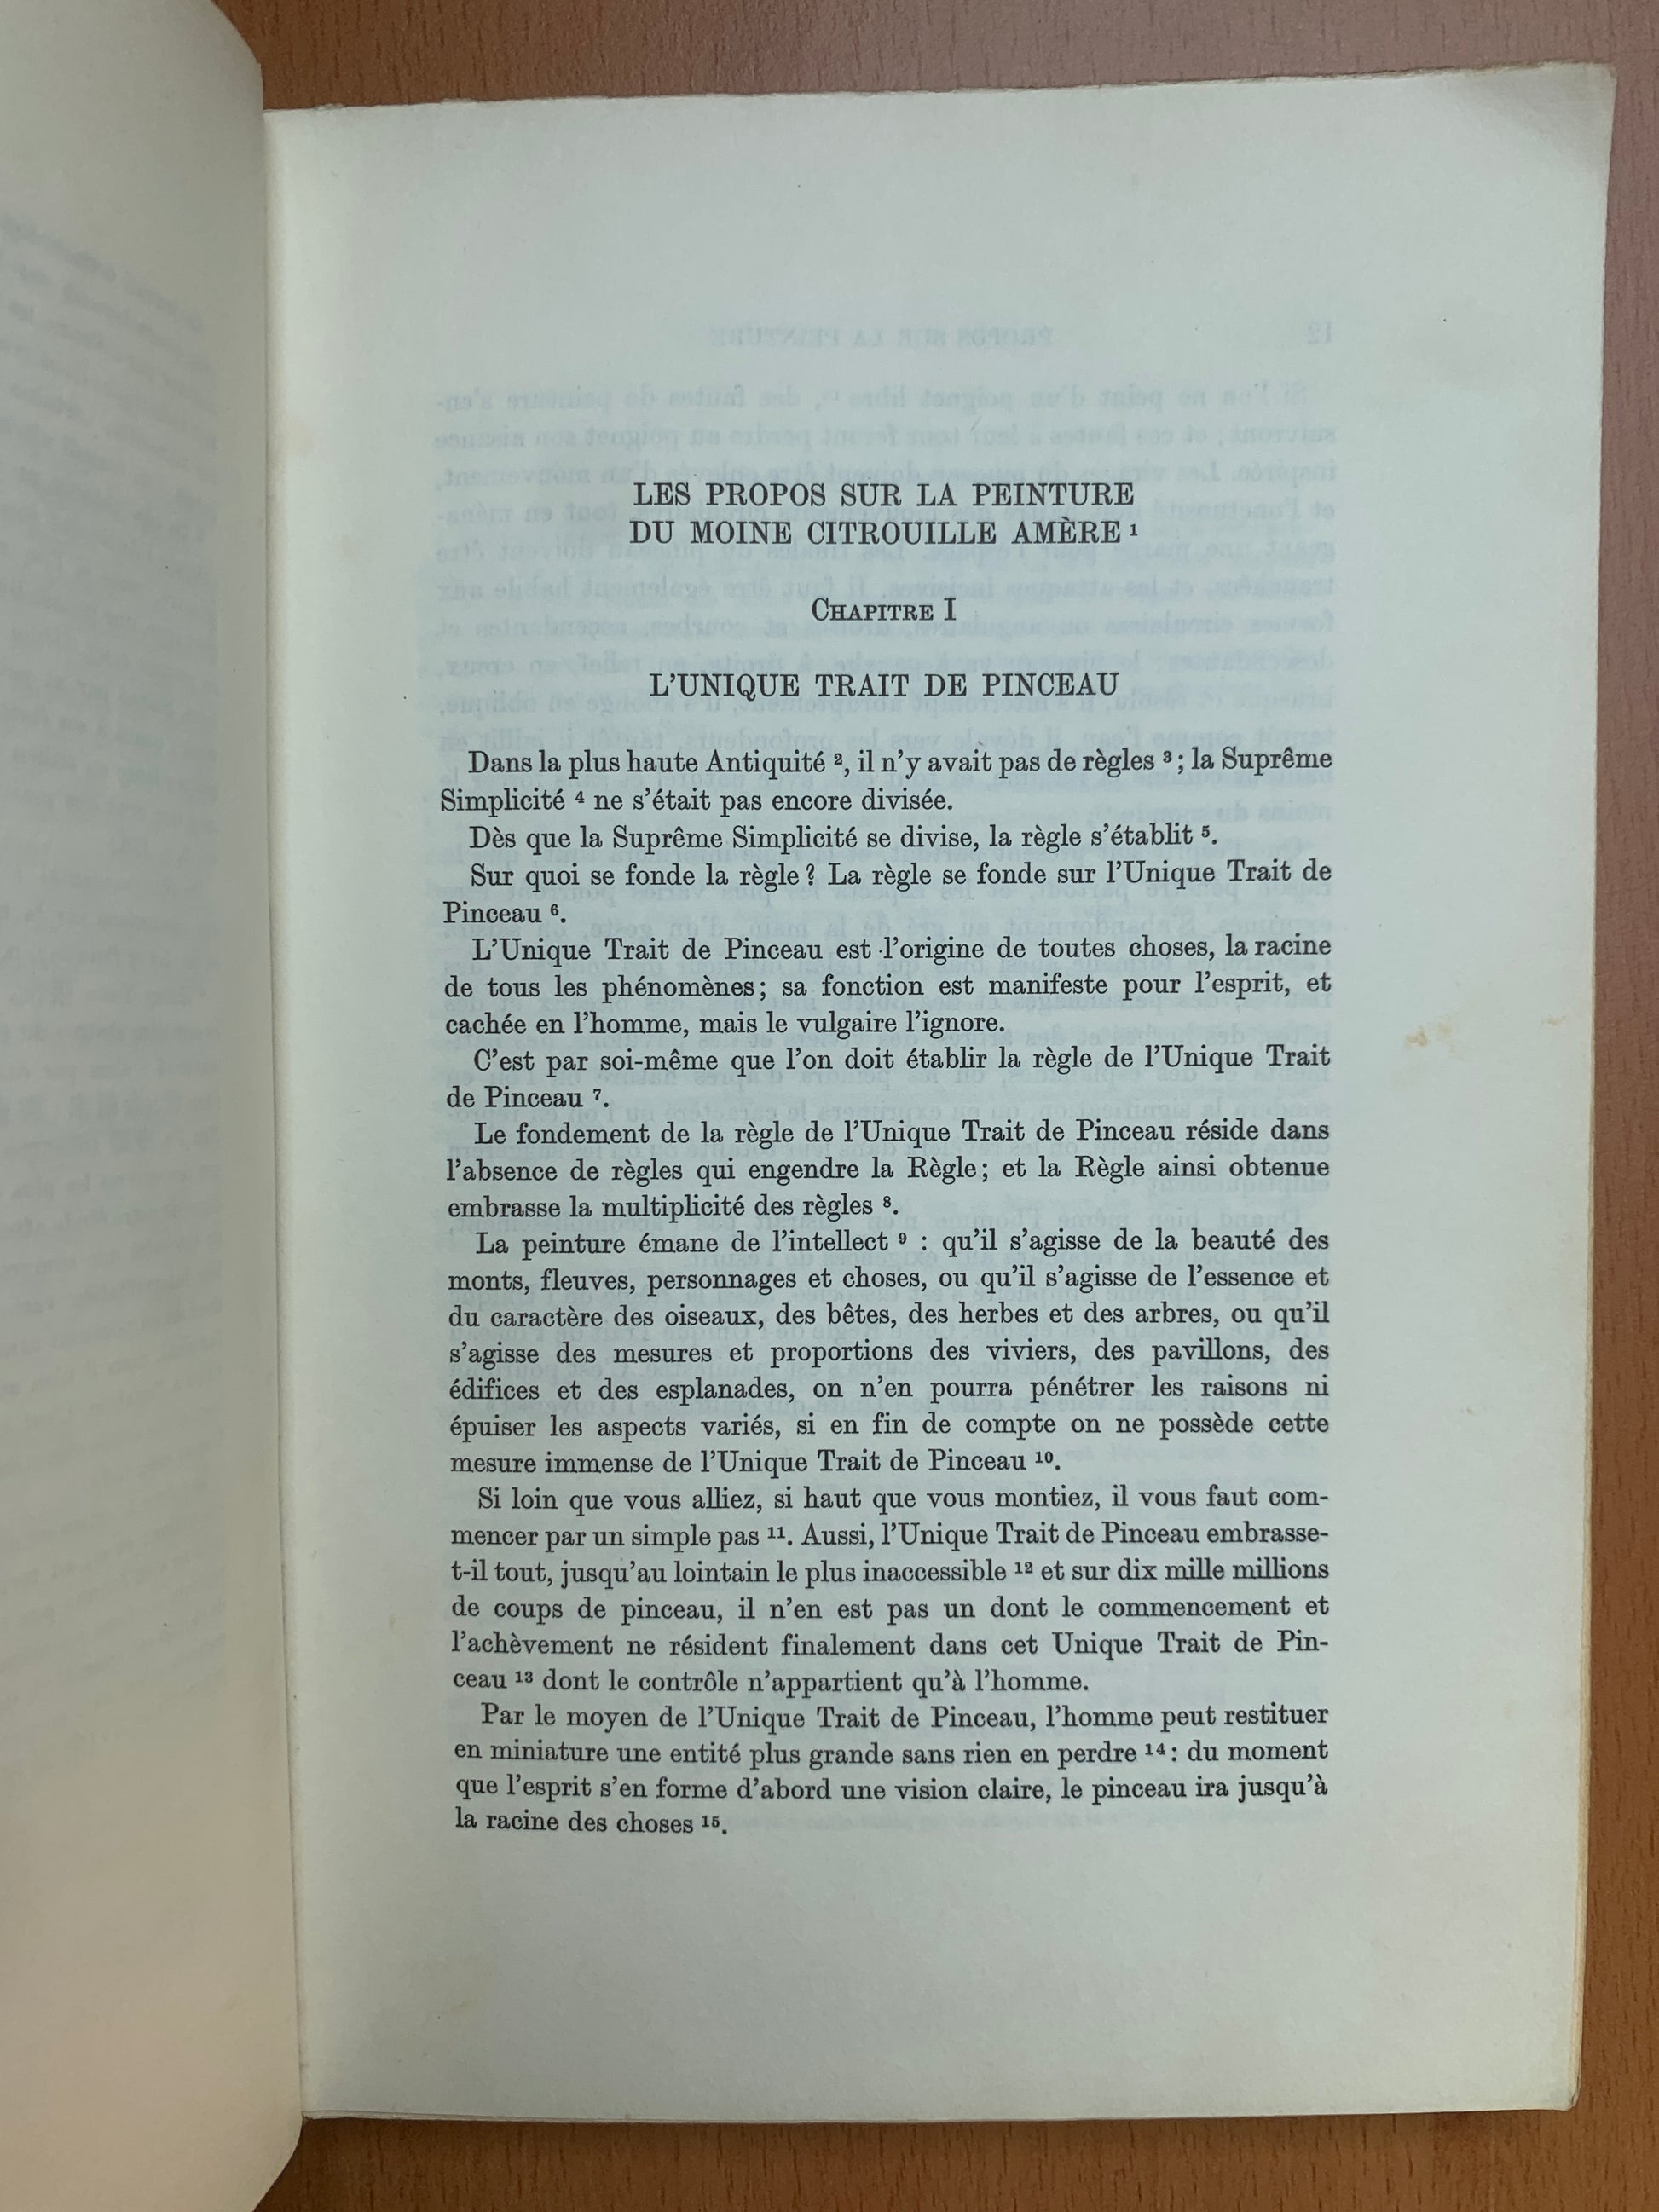 LES PROPOS SUR LA PEINTURE
DU MOINE CITROUILLE AMÈRE ¹
CHAPITRE I
L'UNIQUE TRAIT DE PINCEAU
Dans la plus haute Antiquité ², il n'y avait pas de règles ³ ; la Suprême
Simplicité ⁴ ne s'était pas encore divisée.
Dès que la Suprême Simplicité se divise, la règle s'établit ⁵.
Sur quoi se fonde la règle ? La règle se fonde sur l'Unique Trait de
Pinceau ⁶.
L'Unique Trait de Pinceau est l'origine de toutes choses, la racine
de tous les phénomènes ; sa fonction est manifeste pour l'esprit, et
cachée en l'homme, mais le vulgaire l'ignore.
C'est par soi-même que l'on doit établir la règle de l'Unique Trait
de Pinceau ⁷.
Le fondement de la règle de l'Unique Trait de Pinceau réside dans
l'absence de règles qui engendre la Règle ; et la Règle ainsi obtenue
embrasse la multiplicité des règles ⁸.
La peinture émane de l'intellect ⁹ : qu'il s'agisse de la beauté des
monts, fleuves, personnages et choses, ou qu'il s'agisse de l'essence et
du caractère des oiseaux, des bêtes, des herbes et des arbres, ou qu'il
s'agisse des mesures et proportions des viviers, des pavillons, des
édifices et des esplanades, on n'en pourra pénétrer les raisons ni
épuiser les aspects variés, si en fin de compte on ne possède cette
mesure immense de l'Unique Trait de Pinceau ¹⁰.
Si loin que vous alliez, si haut que vous montiez, il vous faut com-
mencer par un simple pas ¹¹. Aussi, l'Unique Trait de Pinceau embrasse-
t-il tout, jusqu'au lointain le plus inaccessible ¹² et sur dix mille millions
de coups de pinceau, il n'en est pas un dont le commencement et
l'achèvement ne résident finalement dans cet Unique Trait de Pin-
ceau ¹³ dont le contrôle n'appartient qu'à l'homme.
Par le moyen de l'Unique Trait de Pinceau, l'homme peut restituer
en miniature une entité plus grande sans rien en perdre ¹⁴ : du moment
que l'esprit s'en forme d'abord une vision claire, le pinceau ira jusqu'à
la racine des choses ¹⁵.